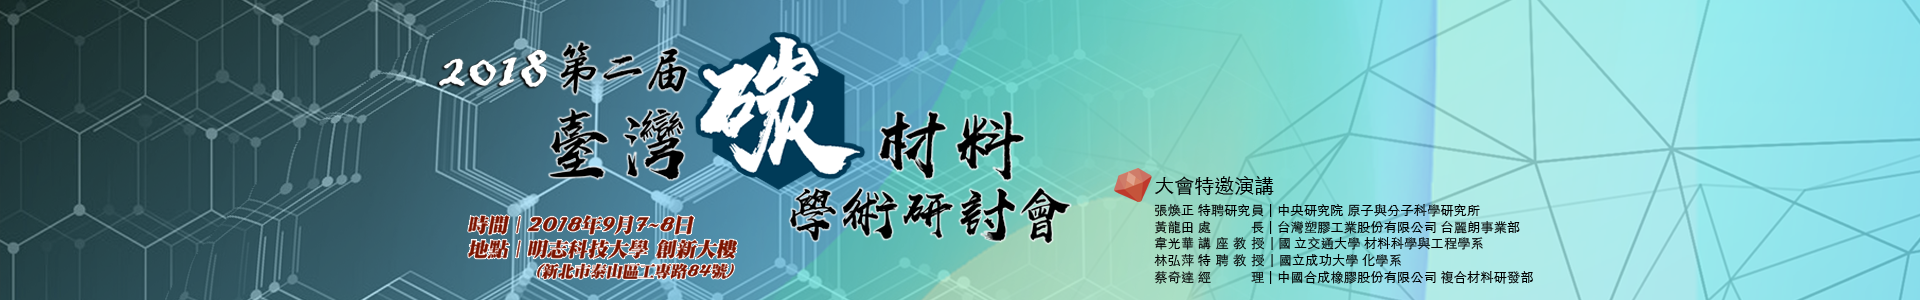 2018 第二届
臺灣碳材料
學術研討會
時間｜2018年9月7~8日
地點｜明志科技大學 創新大樓
(新北市泰山區工專路84號)
大會特邀演講
張煥正 特聘研究員｜中央研究院 原子與分子科學研究所
黃龍田 處 長｜台灣塑膠工業股份有限公司 台麗朗事業部
韋光華 講座教授｜國立交通大學 材料科學與工程學系
林弘萍 特聘教授｜國立成功大學 化學系
蔡奇達 經 理｜中國合成橡膠股份有限公司 複合材料研發部